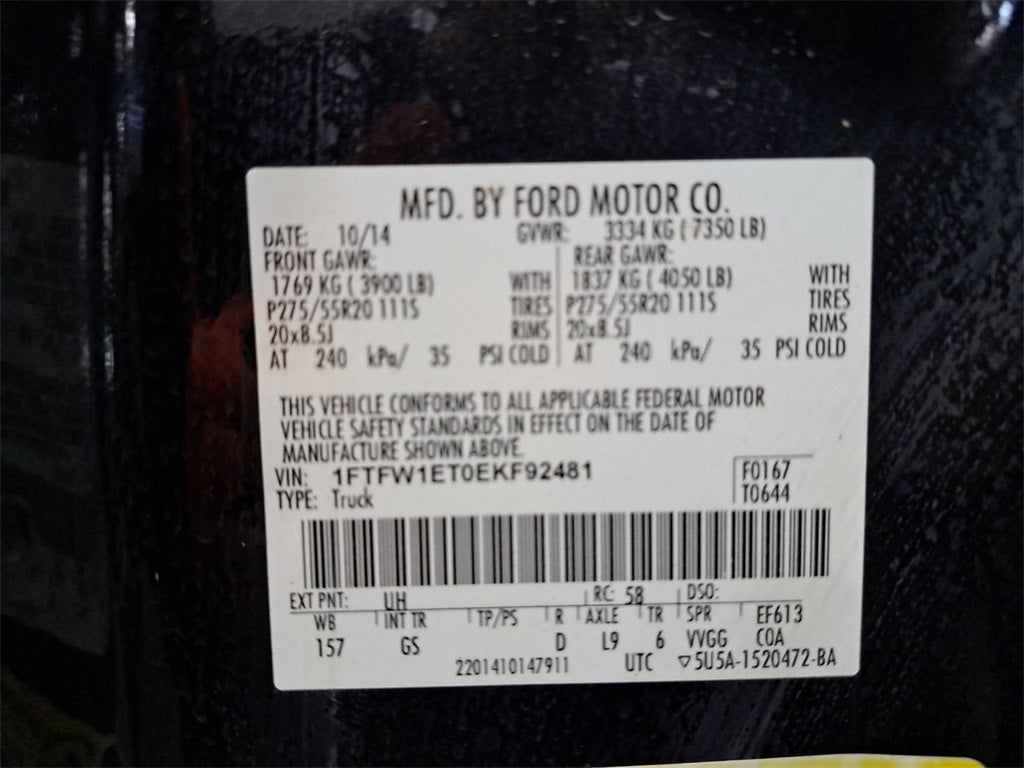 MFD. BY FORD MOTOR CO.
DATE: 10/14 GVWR: 3334 KG ( 7350 LB)
FRONT GAWR: REAR GAWR:
1769 KG ( 3900 LB) WITH 1837 KG ( 4050 LB) WITH
P275/55R20 111S TIRES P275/55R20 111S TIRES
20x8.5J RIMS 20x8.5J RIMS
AT 240 kPa/ 35 PSI COLD AT 240 kPa/ 35 PSI COLD
THIS VEHICLE CONFORMS TO ALL APPLICABLE FEDERAL MOTOR
VEHICLE SAFETY STANDARDS IN EFFECT ON THE DATE OF
MANUFACTURE SHOWN ABOVE.
VIN: 1FTFW1ET0EKF92481 F0167
TYPE: Truck T0644
EXT PNT: UH RC: 58 DSO:
WB INT TR TP/PS R AXLE TR SPR EF613
157 GS D L9 6 VVGG COA
2201410147911 UTC ▽5U5A-1520472-BA